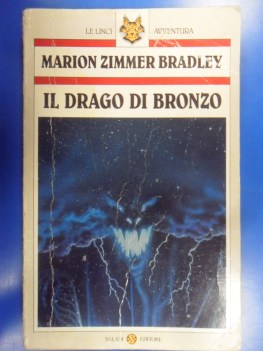 LE LINCI AVVENTURA
MARION ZIMMER BRADLEY
IL DRAGO DI BRONZO
SALANI EDITORE